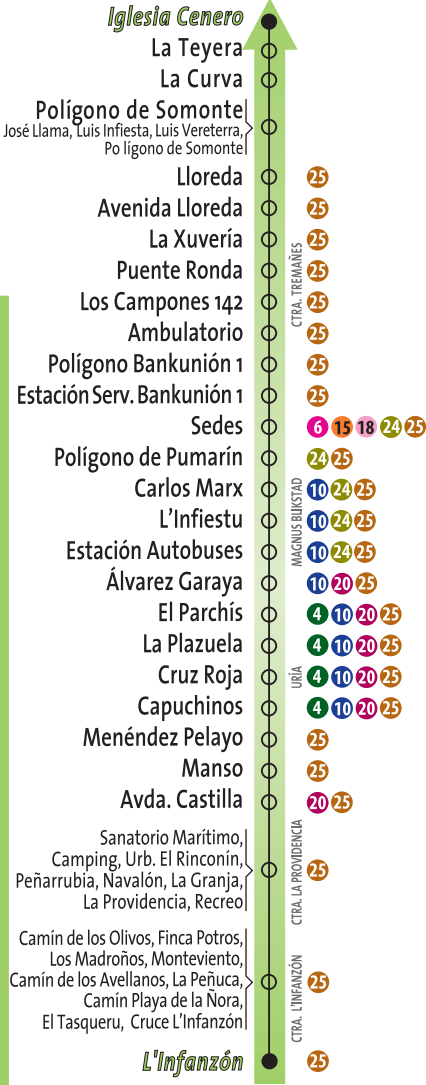 Iglesia Cenero
La Teyera
La Curva
Polígono de Somonte
José Llama, Luis Infiesta, Luis Vereterra,
Po lígono de Somonte
Lloreda 25
Avenida Lloreda 25
La Xuvería 25
Puente Ronda 25
Los Campones 142 25
Ambulatorio 25
Polígono Bankunión 1 25
Estación Serv. Bankunión 1 25
CTRA. TREMAÑES
Sedes 6 15 18 24 25
Polígono de Pumarín 24 25
Carlos Marx 10 24 25
L'Infiestu 10 24 25
Estación Autobuses 10 24 25
MAGNUS BLIKSTAD
Álvarez Garaya 10 20 25
El Parchís 4 10 20 25
La Plazuela 4 10 20 25
Cruz Roja 4 10 20 25
URÍA
Capuchinos 4 10 20 25
Menéndez Pelayo 25
Manso 25
Avda. Castilla 20 25
Sanatorio Marítimo,
Camping, Urb. El Rinconín,
Peñarrubia, Navalón, La Granja, 25
La Providencia, Recreo
CTRA. LA PROVIDENCIA
Camín de los Olivos, Finca Potros,
Los Madroños, Monteviento,
Camín de los Avellanos, La Peñuca, 25
Camín Playa de la Ñora,
El Tasqueru, Cruce L'Infanzón
CTRA. L'INFANZÓN
L'Infanzón 25